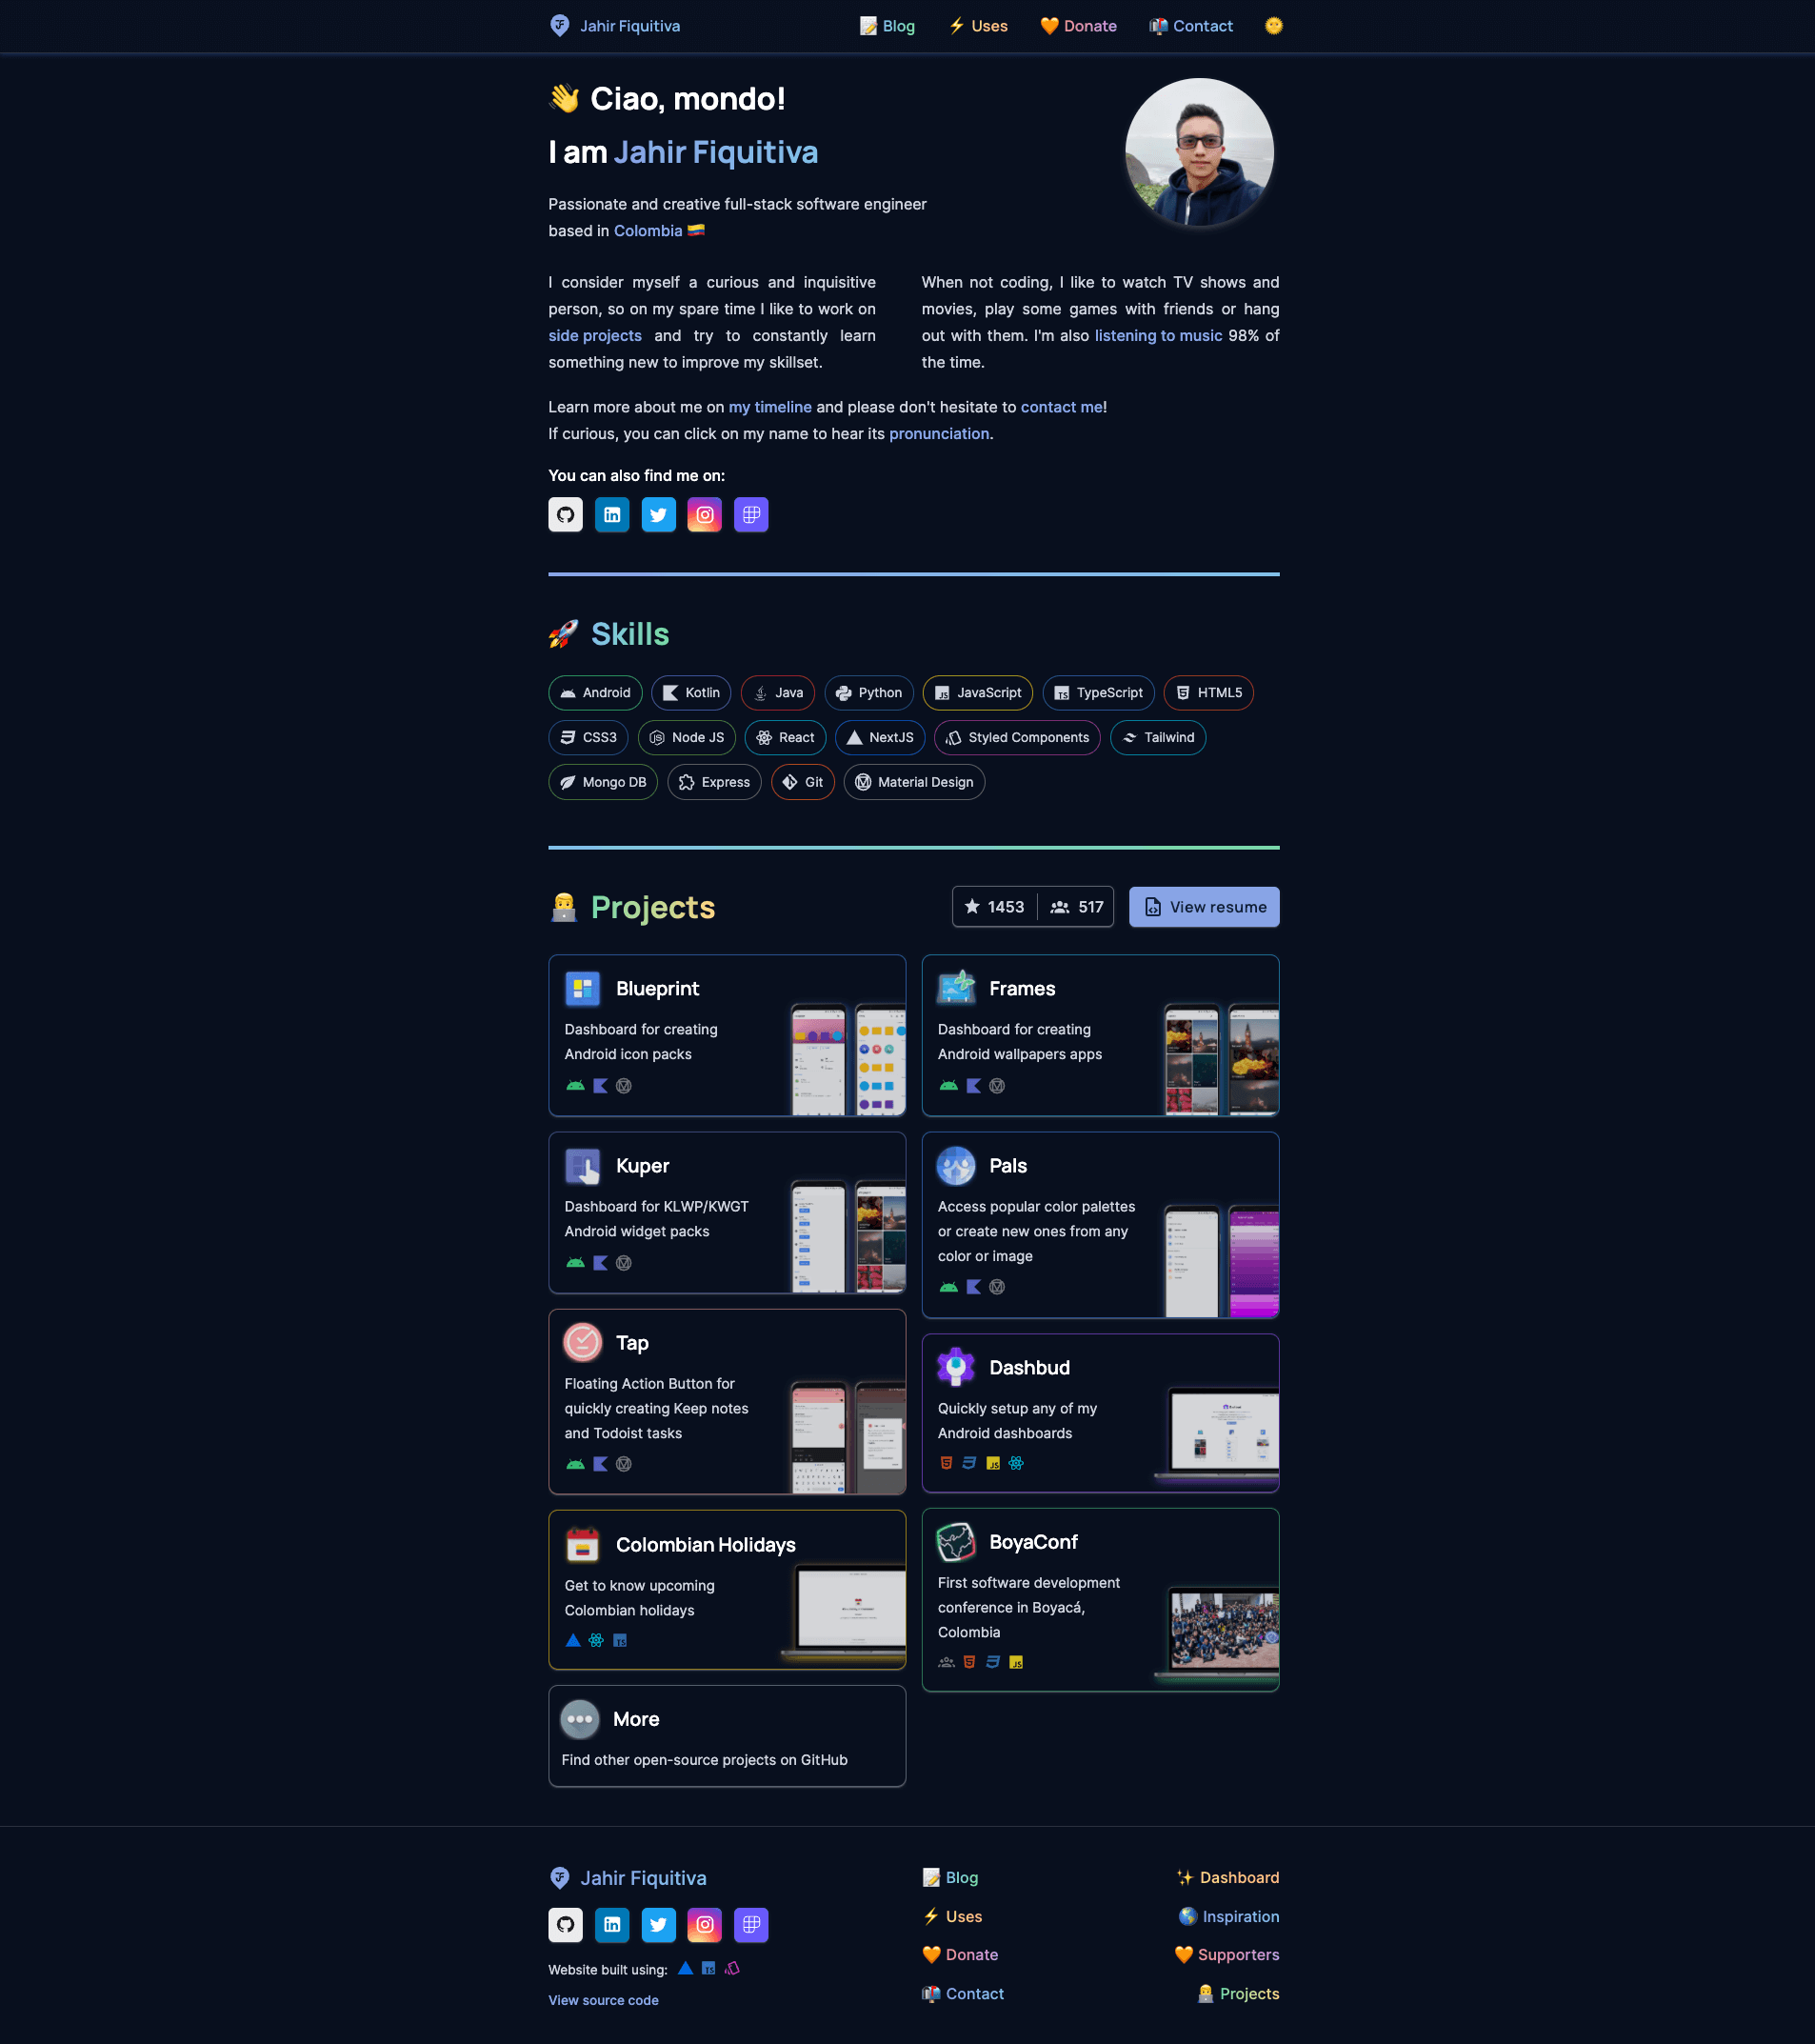 Jahir Fiquitiva
Blog
Uses
Donate
Contact
Ciao, mondo!
I am Jahir Fiquitiva
Passionate and creative full-stack software engineer
based in Colombia
I consider myself a curious and inquisitive
person, so on my spare time I like to work on
side projects and try to constantly learn
something new to improve my skillset.
When not coding, I like to watch TV shows and
movies, play some games with friends or hang
out with them. I'm also listening to music 98% of
the time.
Learn more about me on my timeline and please don't hesitate to contact me!
If curious, you can click on my name to hear its pronunciation.
You can also find me on:
Skills
Android
Kotlin
Java
Python
JavaScript
TypeScript
HTML5
CSS3
Node JS
React
NextJS
Styled Components
Tailwind
Mongo DB
Express
Git
Material Design
Projects
1453
517
View resume
Blueprint
Dashboard for creating
Android icon packs
Frames
Dashboard for creating
Android wallpapers apps
Kuper
Dashboard for KLWP/KWGT
Android widget packs
Pals
Access popular color palettes
or create new ones from any
color or image
Tap
Floating Action Button for
quickly creating Keep notes
and Todoist tasks
Dashbud
Quickly setup any of my
Android dashboards
Colombian Holidays
Get to know upcoming
Colombian holidays
BoyaConf
First software development
conference in Boyacá,
Colombia
More
Find other open-source projects on GitHub
Jahir Fiquitiva
Website built using:
View source code
Blog
Uses
Donate
Contact
Dashboard
Inspiration
Supporters
Projects